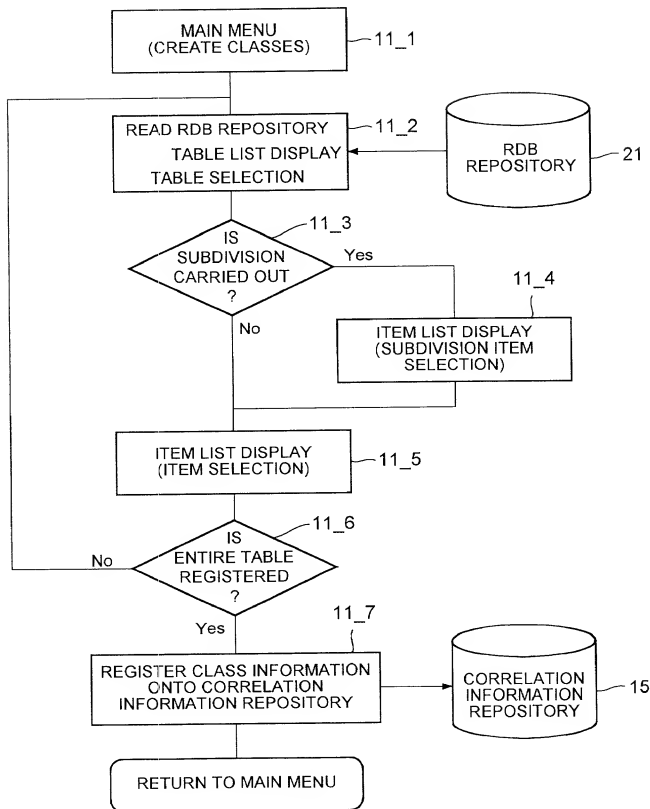 MAIN MENU
(CREATE CLASSES)
11_1
READ RDB REPOSITORY
TABLE LIST DISPLAY
TABLE SELECTION
11_2
RDB
REPOSITORY
21
IS
SUBDIVISION
CARRIED OUT
?
11_3
Yes
No
11_4
ITEM LIST DISPLAY
(SUBDIVISION ITEM
SELECTION)
ITEM LIST DISPLAY
(ITEM SELECTION)
11_5
IS
ENTIRE TABLE
REGISTERED
?
11_6
No
Yes
11_7
REGISTER CLASS INFORMATION
ONTO CORRELATION
INFORMATION REPOSITORY
CORRELATION
INFORMATION
REPOSITORY
15
RETURN TO MAIN MENU